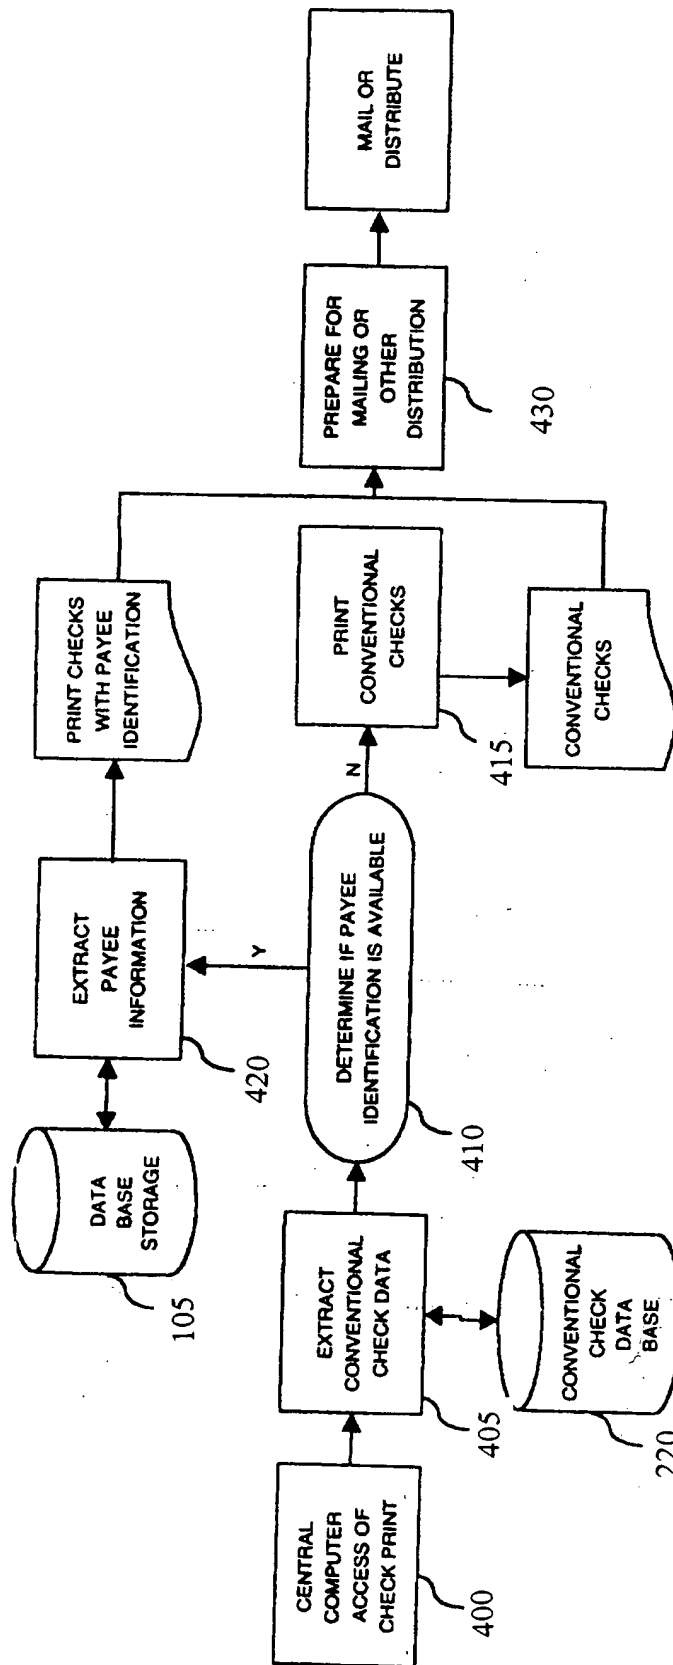 CENTRAL
COMPUTER
ACCESS OF
CHECK PRINT
400
EXTRACT
CONVENTIONAL
CHECK DATA
405
CONVENTIONAL
CHECK
DATA
BASE
220
DETERMINE IF PAYEE
IDENTIFICATION IS AVAILABLE
410
Y
N
DATA
BASE
STORAGE
105
EXTRACT
PAYEE
INFORMATION
420
PRINT CHECKS
WITH PAYEE
IDENTIFICATION
PRINT
CONVENTIONAL
CHECKS
415
CONVENTIONAL
CHECKS
PREPARE FOR
MAILING OR
OTHER
DISTRIBUTION
430
MAIL OR
DISTRIBUTE